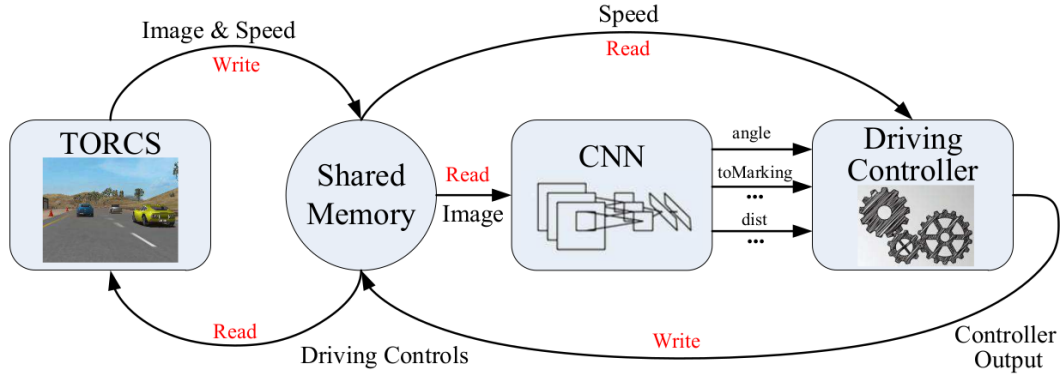 Image & Speed
Write
Speed
Read
TORCS
Shared
Memory
Read
Image
CNN
angle
toMarking
...
dist
...
Driving
Controller
Read
Driving Controls
Write
Controller
Output